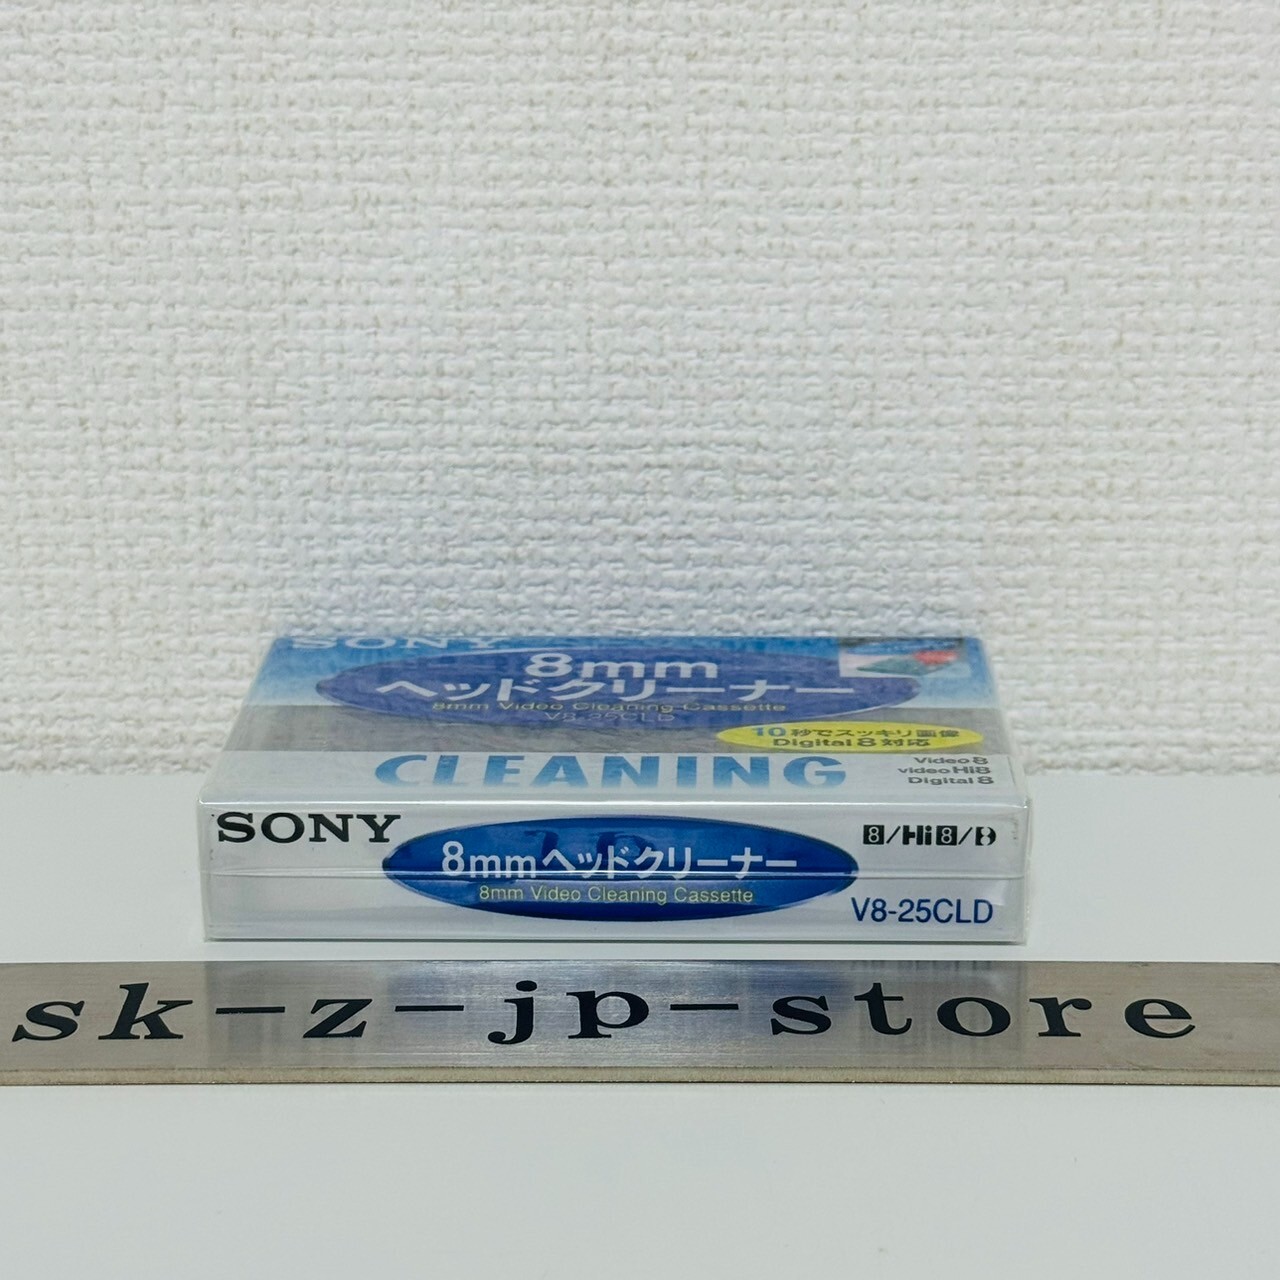 SONY
8mm
ヘッドクリーナー
8mm Video Cleaning Cassette
V8-25CLD
10秒でスッキリ画像
Digital 8 対応
CLEANING
Video 8
video Hi8
Digital 8
SONY
8mmヘッドクリーナー
8mm Video Cleaning Cassette
8/Hi8/
V8-25CLD
sk-z-jp-store